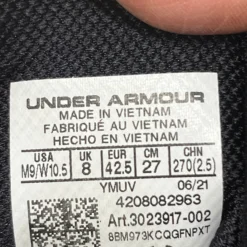 UNDER ARMOUR
MADE IN VIETNAM
FABRIQUÉ AU VIETNAM
HECHO EN VIETNAM
USA UK EUR CM CHN
M9/W10.5 8 42.5 27 270(2.5)
YMUV 06/21
4208082963
Art.3023917-002
8BM973KCQGFNPXT